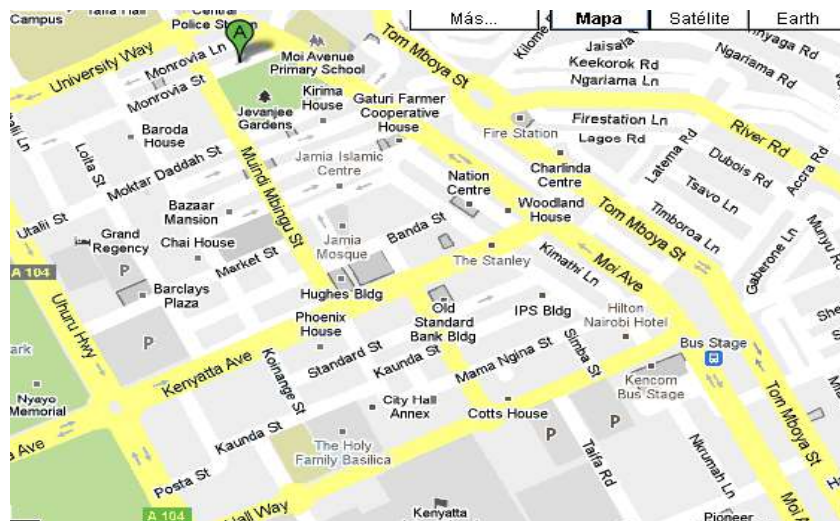 Más...
Mapa
Satélite
Earth
Campus
Taifa Hall
Central
Police Station
A
University Way
Monrovia Ln
Monrovia St
Moi Avenue
Primary School
Tom Mboya St
Jaisala
Keekorok Rd
Ngariama Ln
Ngariama Rd
Kirima
House
Gaturi Farmer
Cooperative
House
Jevanjee
Gardens
Fire Station
Firestation Ln
Lagos Rd
River Rd
Baroda
House
Loita St
Moktar Daddah St
Muindi Mbingu St
Jamia Islamic
Centre
Latema Rd
Dubois Rd
Accra Rd
Tsavo Ln
Charlinda
Centre
Nation
Centre
Woodland
House
Timboroa Ln
Tom Mboya St
Utalii St
Bazaar
Mansion
Grand
Regency
Chai House
Jamia
Mosque
Banda St
The Stanley
Kimathi Ln
Moi Ave
Gaberone Ln
A 104
P
Market St
Barclays
Plaza
Hughes Bldg
Uhuru Hwy
Phoenix
House
Old
Standard
Bank Bldg
IPS Bldg
Hilton
Nairobi Hotel
Bus Stage
P
Kenyatta Ave
Koinange St
Standard St
Kaunda St
Mama Ngina St
Simba St
Kencom
Bus Stage
Nyayo
Memorial
City Hall
Annex
Cotts House
Tom Mboya St
Kaunda St
The Holy
Family Basilica
P
P
Posta St
Taifa Rd
Nkrumah Ln
A 104
Hall Way
Kenyatta
Pioneer